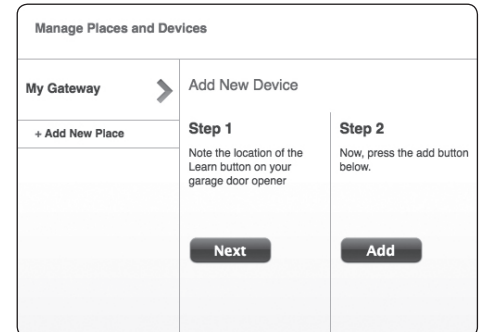 Manage Places and Devices
My Gateway
+ Add New Place
Add New Device
Step 1
Note the location of the
Learn button on your
garage door opener
Next
Step 2
Now, press the add button
below.
Add